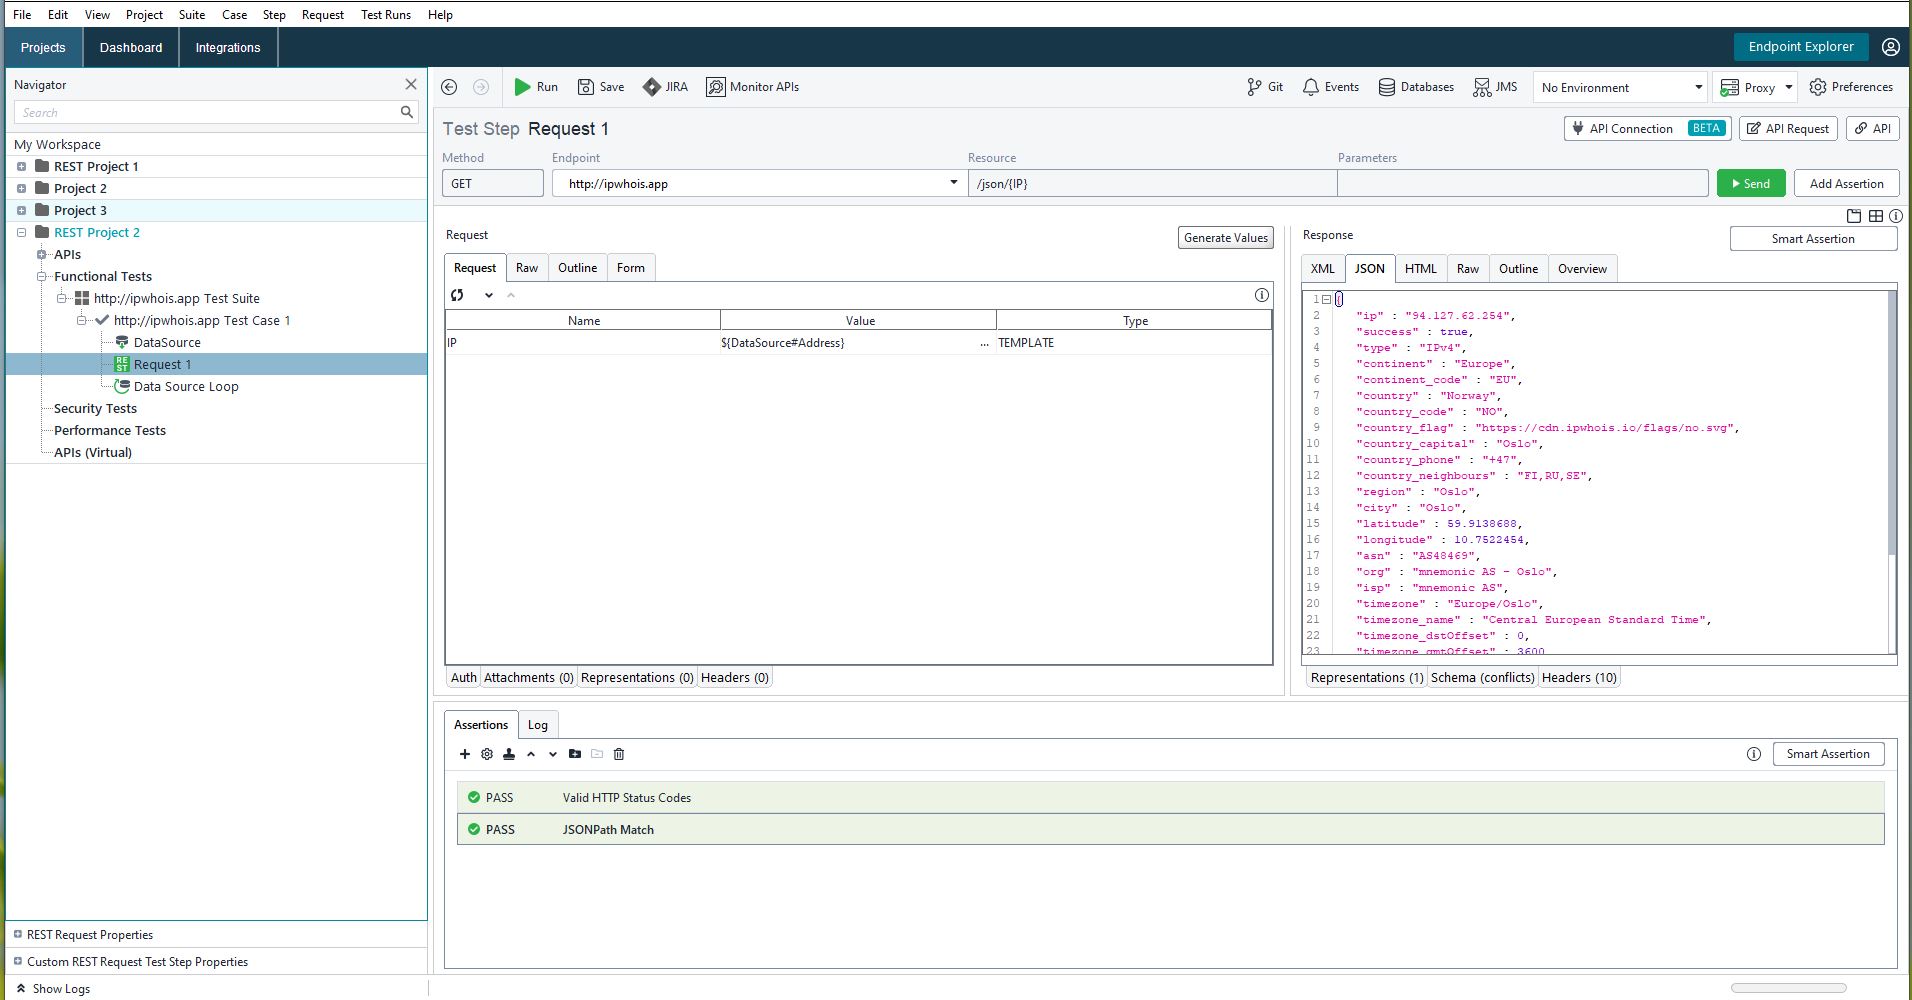 File Edit View Project Suite Case Step Request Test Runs Help
Projects Dashboard Integrations Endpoint Explorer
Navigator
Search
My Workspace
REST Project 1
Project 2
Project 3
REST Project 2
APIs
Functional Tests
http://ipwhois.app Test Suite
http://ipwhois.app Test Case 1
DataSource
REST Request 1
Data Source Loop
Security Tests
Performance Tests
APIs (Virtual)
REST Request Properties
Custom REST Request Test Step Properties
Show Logs
Run Save JIRA Monitor APIs Git Events Databases JMS No Environment Proxy Preferences
Test Step Request 1 API Connection BETA API Request API
Method Endpoint Resource Parameters
GET http://ipwhois.app /json/{IP} Send Add Assertion
Request Generate Values
Request Raw Outline Form
Name Value Type
IP ${DataSource#Address} ... TEMPLATE
Auth Attachments (0) Representations (0) Headers (0)
Response Smart Assertion
XML JSON HTML Raw Outline Overview
1 {
2 "ip" : "94.127.62.254",
3 "success" : true,
4 "type" : "IPv4",
5 "continent" : "Europe",
6 "continent_code" : "EU",
7 "country" : "Norway",
8 "country_code" : "NO",
9 "country_flag" : "https://cdn.ipwhois.io/flags/no.svg",
10 "country_capital" : "Oslo",
11 "country_phone" : "+47",
12 "country_neighbours" : "FI,RU,SE",
13 "region" : "Oslo",
14 "city" : "Oslo",
15 "latitude" : 59.9138688,
16 "longitude" : 10.7522454,
17 "asn" : "AS48469",
18 "org" : "mnemonic AS - Oslo",
19 "isp" : "mnemonic AS",
20 "timezone" : "Europe/Oslo",
21 "timezone_name" : "Central European Standard Time",
22 "timezone_dstOffset" : 0,
23 "timezone_gmtOffset" : 3600
Representations (1) Schema (conflicts) Headers (10)
Assertions Log
Smart Assertion
PASS Valid HTTP Status Codes
PASS JSONPath Match